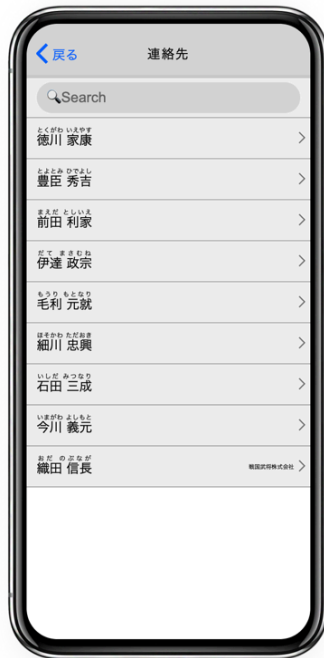 戻る 連絡先
Search
とくがわ いえやす
徳川 家康
とよとみ ひでよし
豊臣 秀吉
まえだ としいえ
前田 利家
だて まさむね
伊達 政宗
もうり もとなり
毛利 元就
ほそかわ ただおき
細川 忠興
いしだ みつなり
石田 三成
いまがわ よしもと
今川 義元
おだ のぶなが
織田 信長 戦国武将株式会社